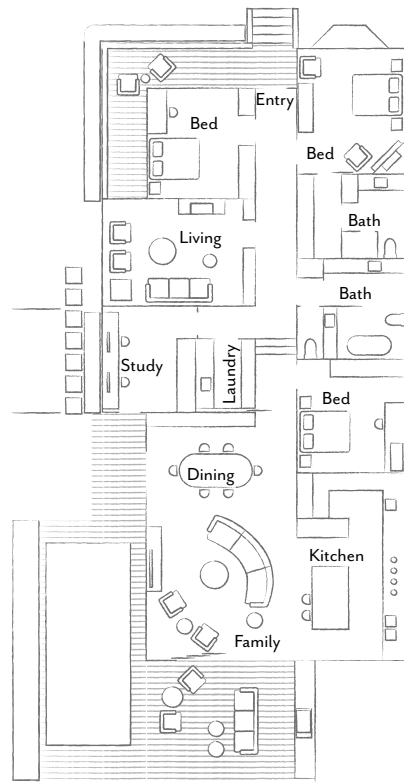 Entry
Bed
Bed
Bath
Living
Bath
Study
Laundry
Bed
Dining
Kitchen
Family